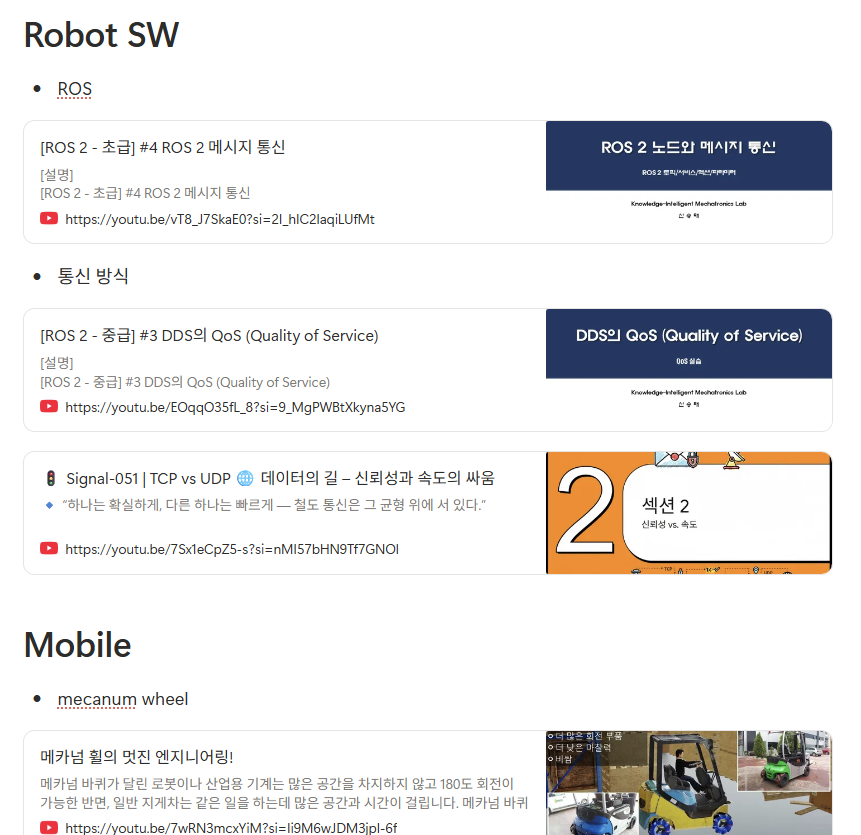 Robot SW
ROS
[ROS 2 - 초급] #4 ROS 2 메시지 통신
[설명]
[ROS 2 - 초급] #4 ROS 2 메시지 통신
https://youtu.be/vT8_J7SkaE0?si=2I_hIC2IaqiLUfMt
ROS 2 노드와 메시지 통신
ROS 2 토픽/서비스/액션/파라미터
Knowledge-Intelligent Mechatronics Lab
통신 방식
[ROS 2 - 중급] #3 DDS의 QoS (Quality of Service)
[설명]
[ROS 2 - 중급] #3 DDS의 QoS (Quality of Service)
https://youtu.be/EOqqO35fL_8?si=9_MgPWBtXkyna5YG
DDS의 QoS (Quality of Service)
QoS 실습
Knowledge-Intelligent Mechatronics Lab
🚦 Signal-051 | TCP vs UDP 🌐 데이터의 길 – 신뢰성과 속도의 싸움
🔹 “하나는 확실하게, 다른 하나는 빠르게 — 철도 통신은 그 균형 위에 서 있다.”
https://youtu.be/7Sx1eCpZ5-s?si=nMI57bHN9Tf7GNOI
2
섹션 2
신뢰성 vs. 속도
Mobile
mecanum wheel
메카넘 휠의 멋진 엔지니어링!
메카넘 바퀴가 달린 로봇이나 산업용 기계는 많은 공간을 차지하지 않고 180도 회전이
가능한 반면, 일반 지게차는 같은 일을 하는데 많은 공간과 시간이 걸립니다. 메카넘 바퀴
https://youtu.be/7wRN3mcxYiM?si=Ii9M6wJDM3jpl-6f
더 많은 회전 부품
더 낮은 마찰력
비쌈